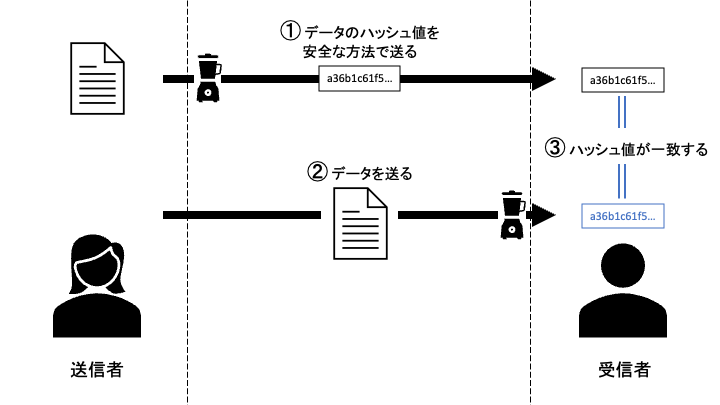 ① データのハッシュ値を
安全な方法で送る
a36b1c61f5...
a36b1c61f5...
③ ハッシュ値が一致する
② データを送る
a36b1c61f5...
送信者
受信者